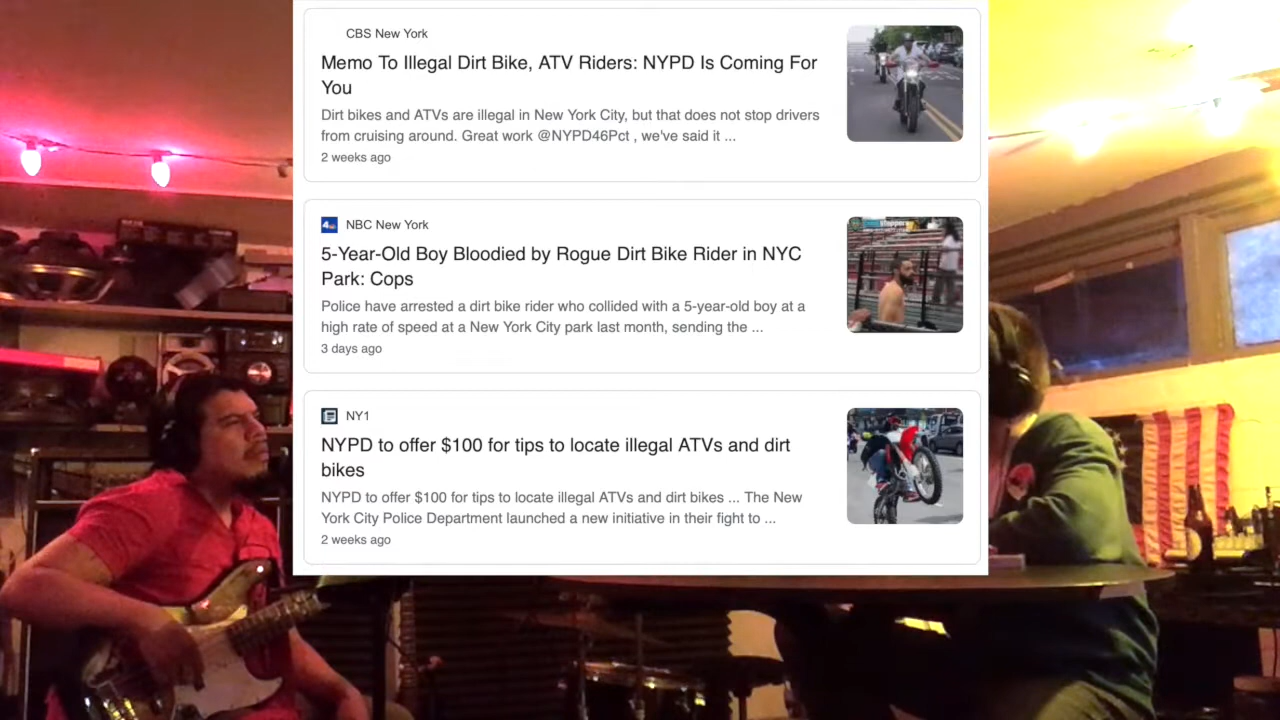 CBS New York
Memo To Illegal Dirt Bike, ATV Riders: NYPD Is Coming For
You
Dirt bikes and ATVs are illegal in New York City, but that does not stop drivers
from cruising around. Great work @NYPD46Pct , we've said it ...
2 weeks ago
NBC New York
5-Year-Old Boy Bloodied by Rogue Dirt Bike Rider in NYC
Park: Cops
Police have arrested a dirt bike rider who collided with a 5-year-old boy at a
high rate of speed at a New York City park last month, sending the ...
3 days ago
NY1
NYPD to offer $100 for tips to locate illegal ATVs and dirt
bikes
NYPD to offer $100 for tips to locate illegal ATVs and dirt bikes ... The New
York City Police Department launched a new initiative in their fight to ...
2 weeks ago